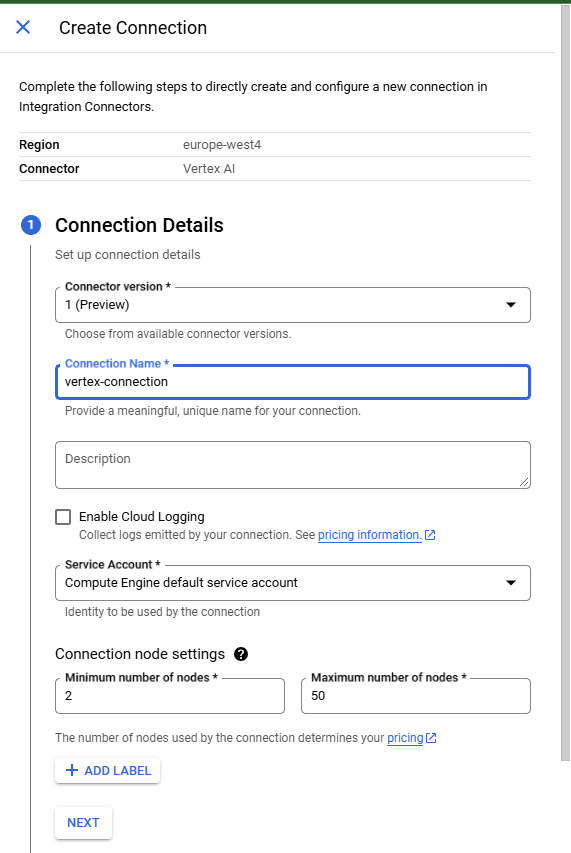 Create Connection
Complete the following steps to directly create and configure a new connection in
Integration Connectors.
Region europe-west4
Connector Vertex AI
1 Connection Details
Set up connection details
Connector version *
1 (Preview)
Choose from available connector versions.
Connection Name *
vertex-connection
Provide a meaningful, unique name for your connection.
Description
Enable Cloud Logging
Collect logs emitted by your connection. See pricing information.
Service Account *
Compute Engine default service account
Identity to be used by the connection
Connection node settings ?
Minimum number of nodes * Maximum number of nodes *
2 50
The number of nodes used by the connection determines your pricing
+ ADD LABEL
NEXT